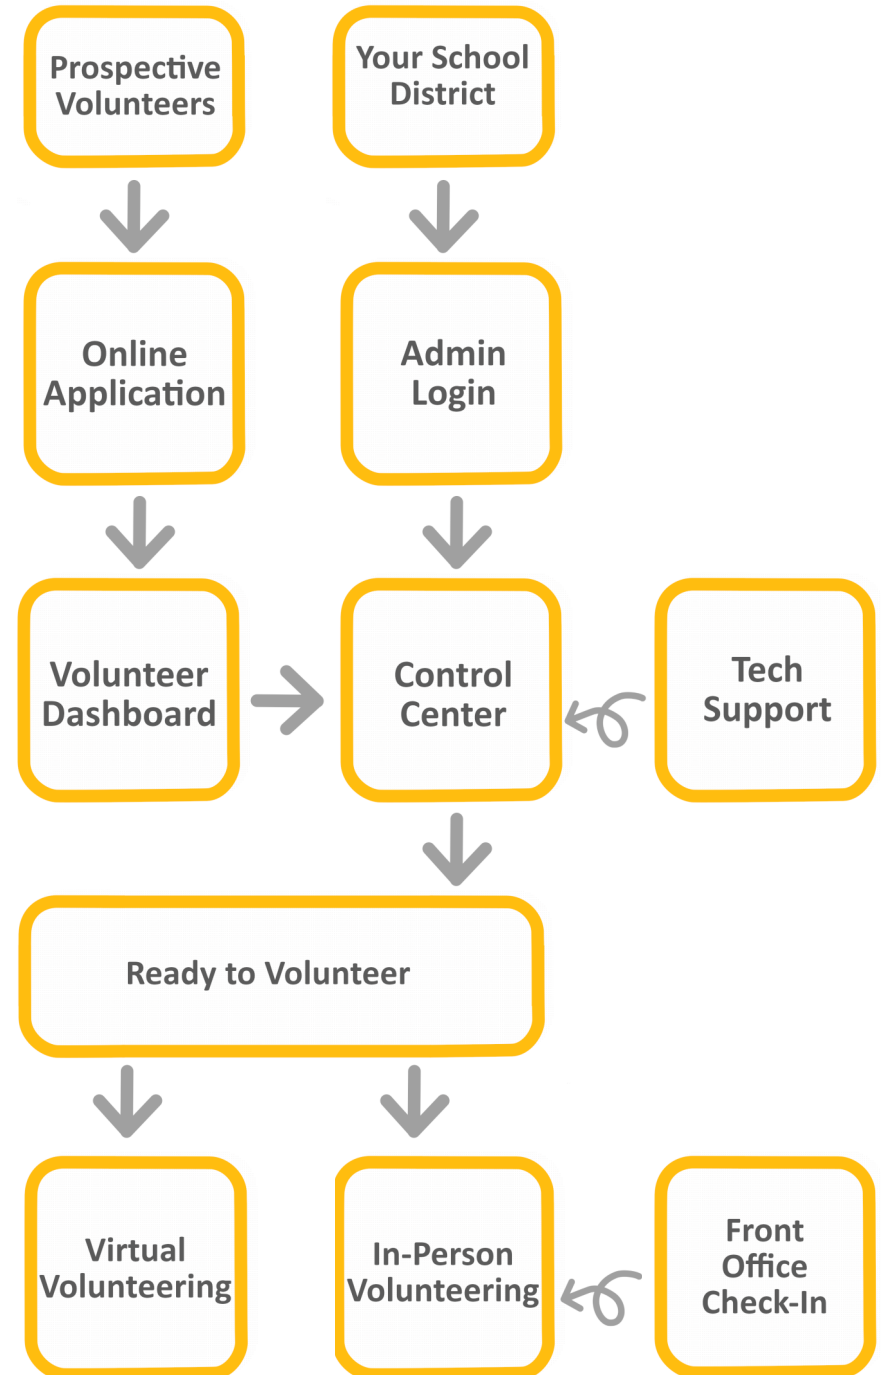 Prospective
Volunteers
Your School
District
Online
Application
Admin
Login
Volunteer
Dashboard
Control
Center
Tech
Support
Ready to Volunteer
Virtual
Volunteering
In-Person
Volunteering
Front
Office
Check-In